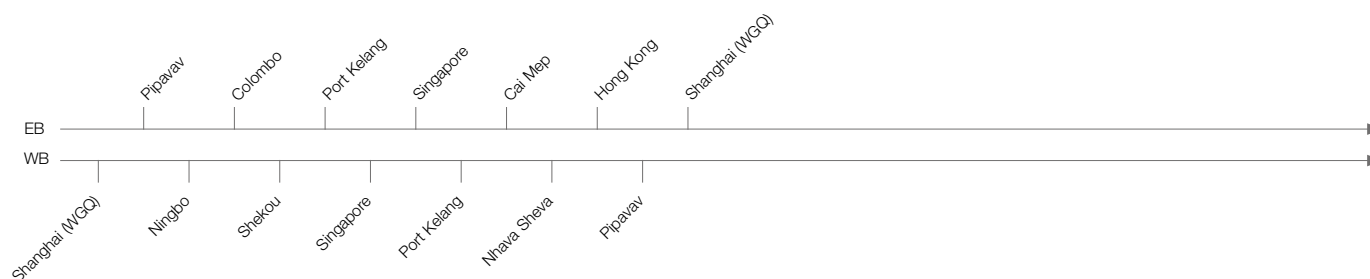 Pipavav
Colombo
Port Kelang
Singapore
Cai Mep
Hong Kong
Shanghai (WGQ)
EB
WB
Shanghai (WGQ)
Ningbo
Shekou
Singapore
Port Kelang
Nhava Sheva
Pipavav